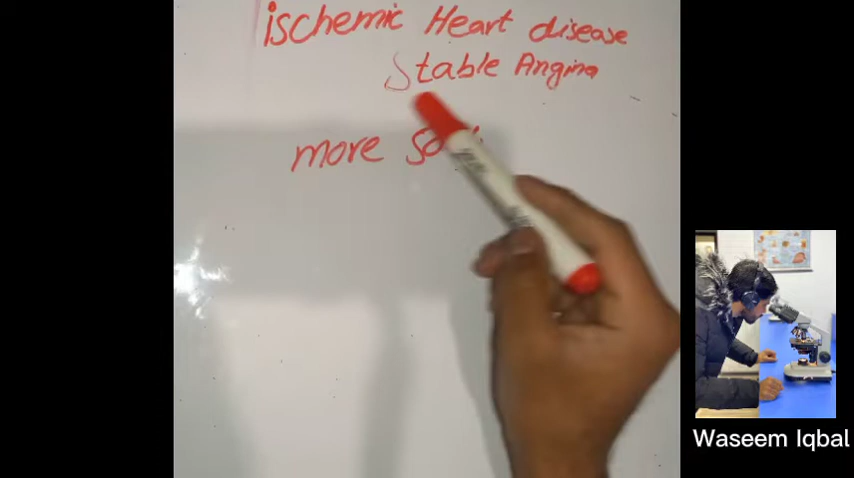 ischemic Heart disease
Stable Angina
more
Waseem Iqbal